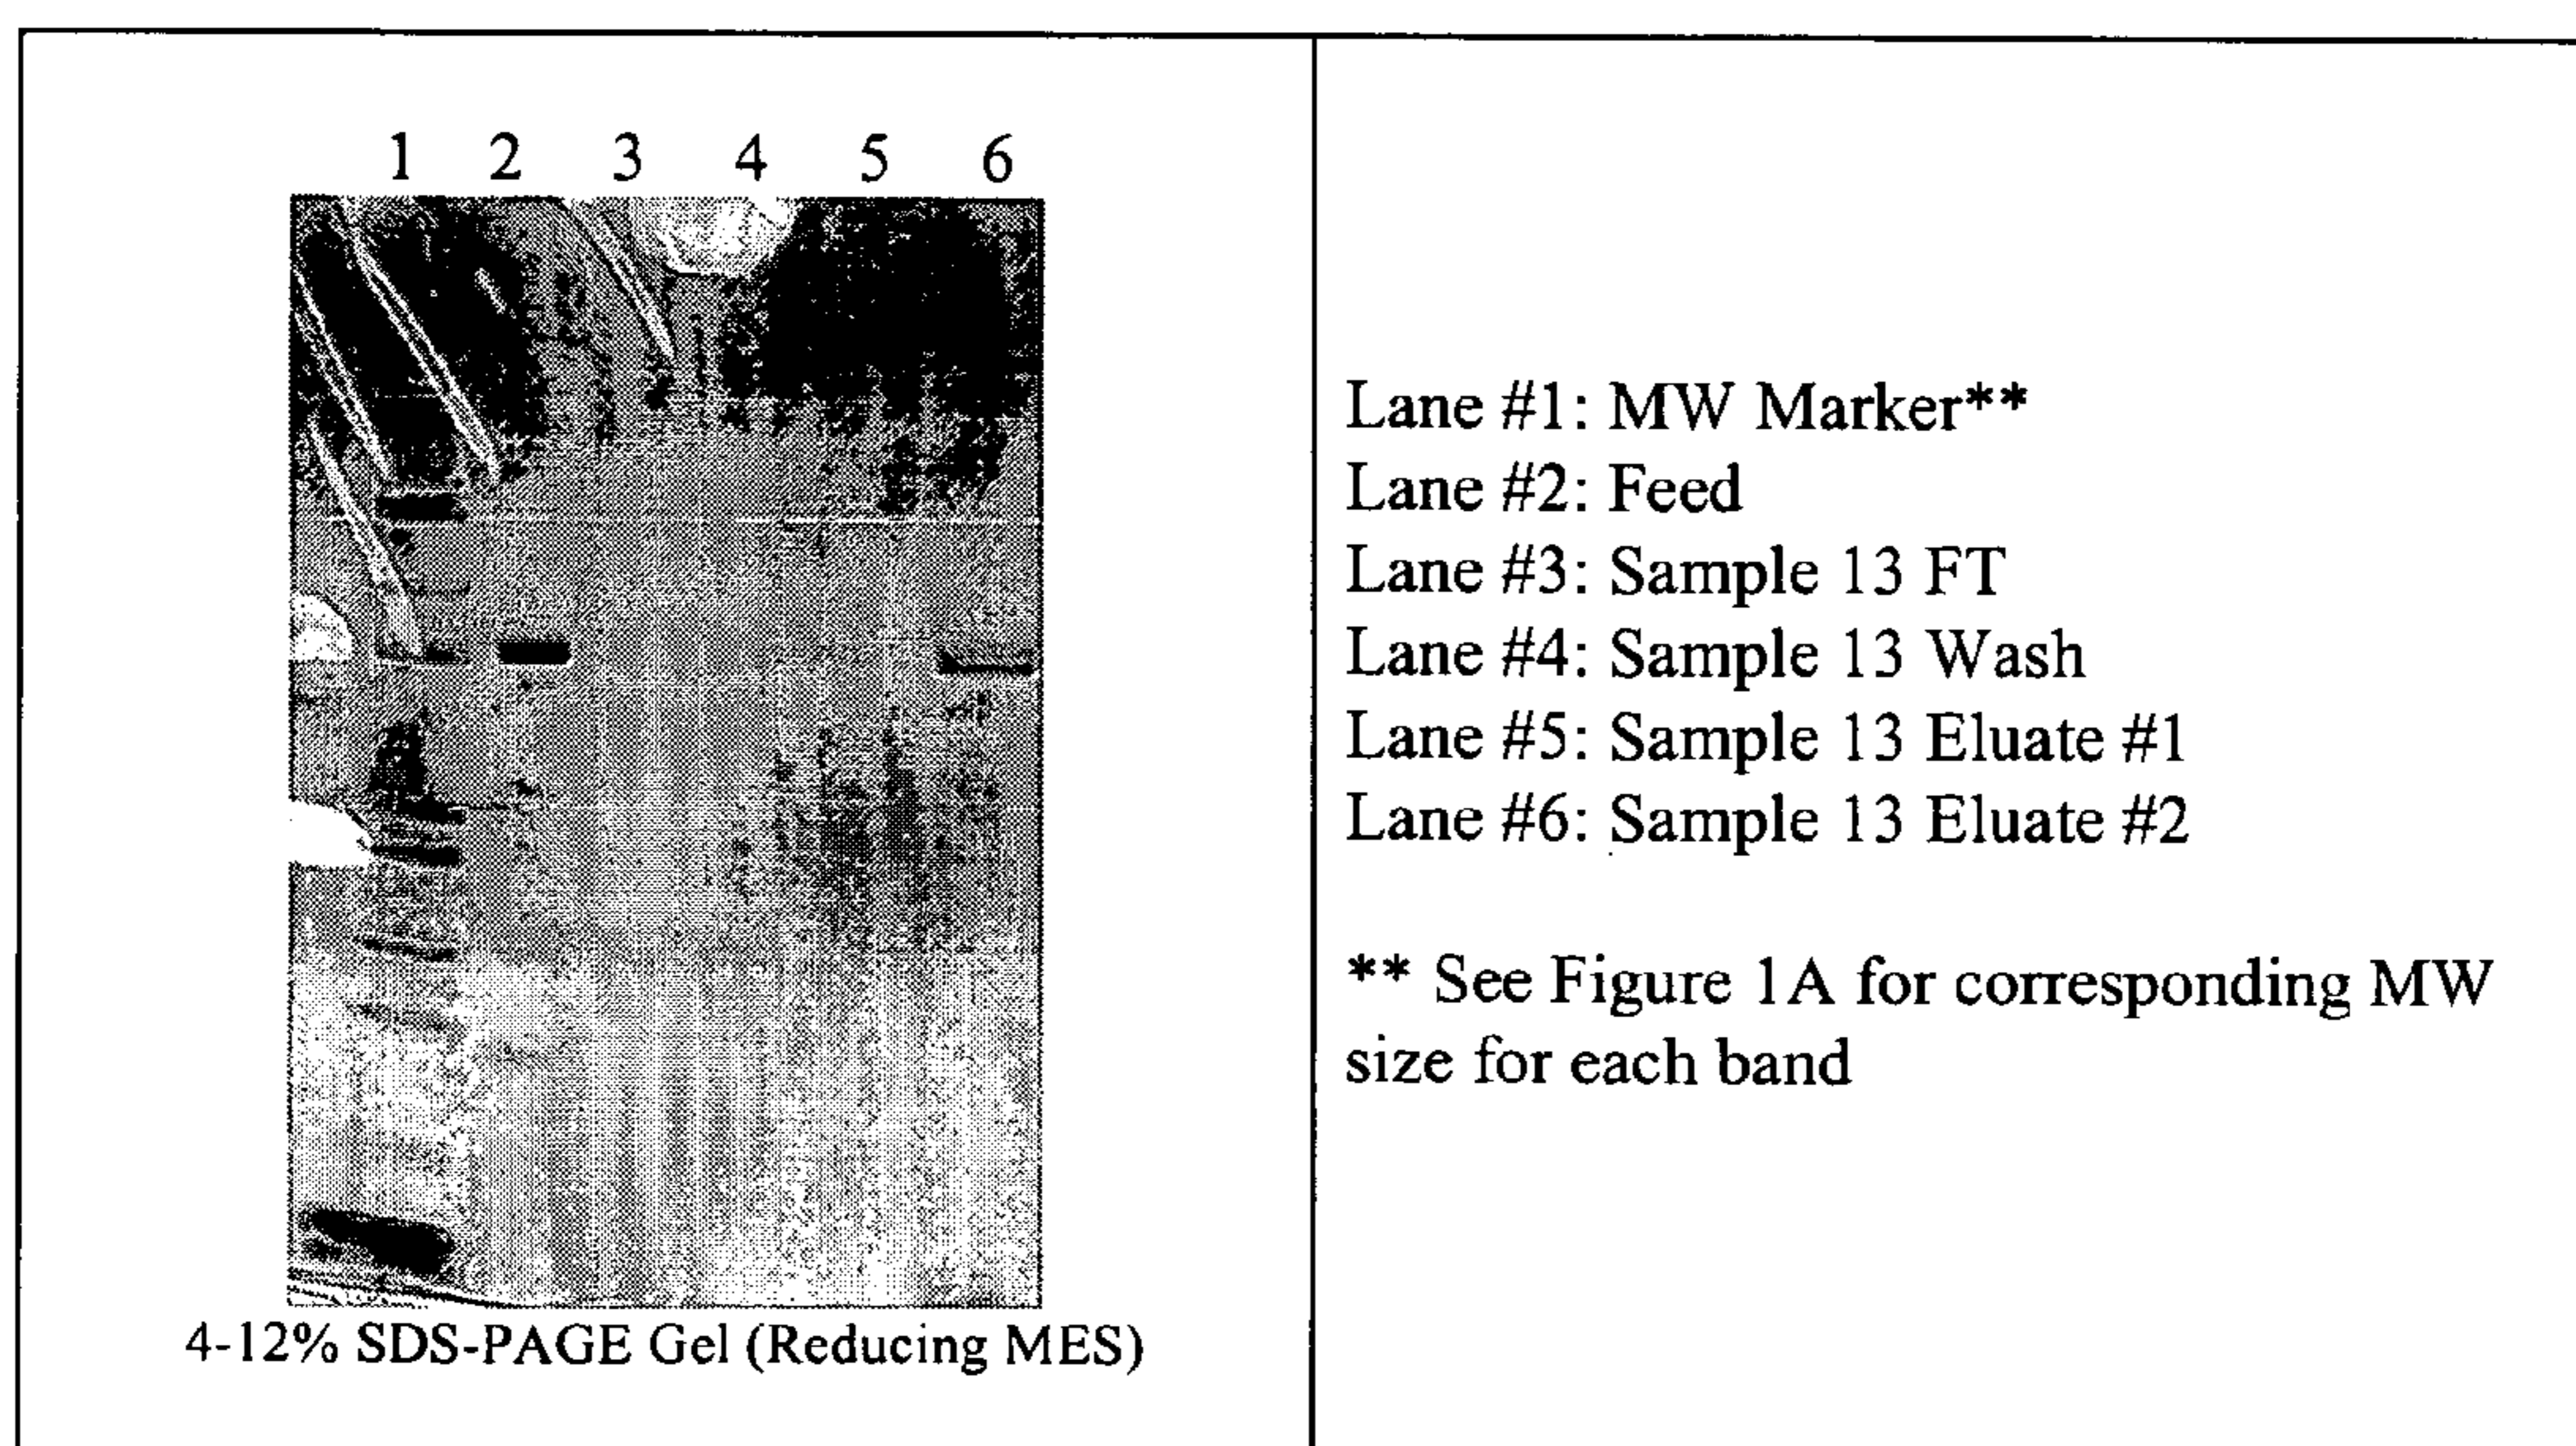 1 2 3 4 5 6
4-12% SDS-PAGE Gel (Reducing MES)
Lane #1: MW Marker**
Lane #2: Feed
Lane #3: Sample 13 FT
Lane #4: Sample 13 Wash
Lane #5: Sample 13 Eluate #1
Lane #6: Sample 13 Eluate #2
** See Figure 1A for corresponding MW
size for each band